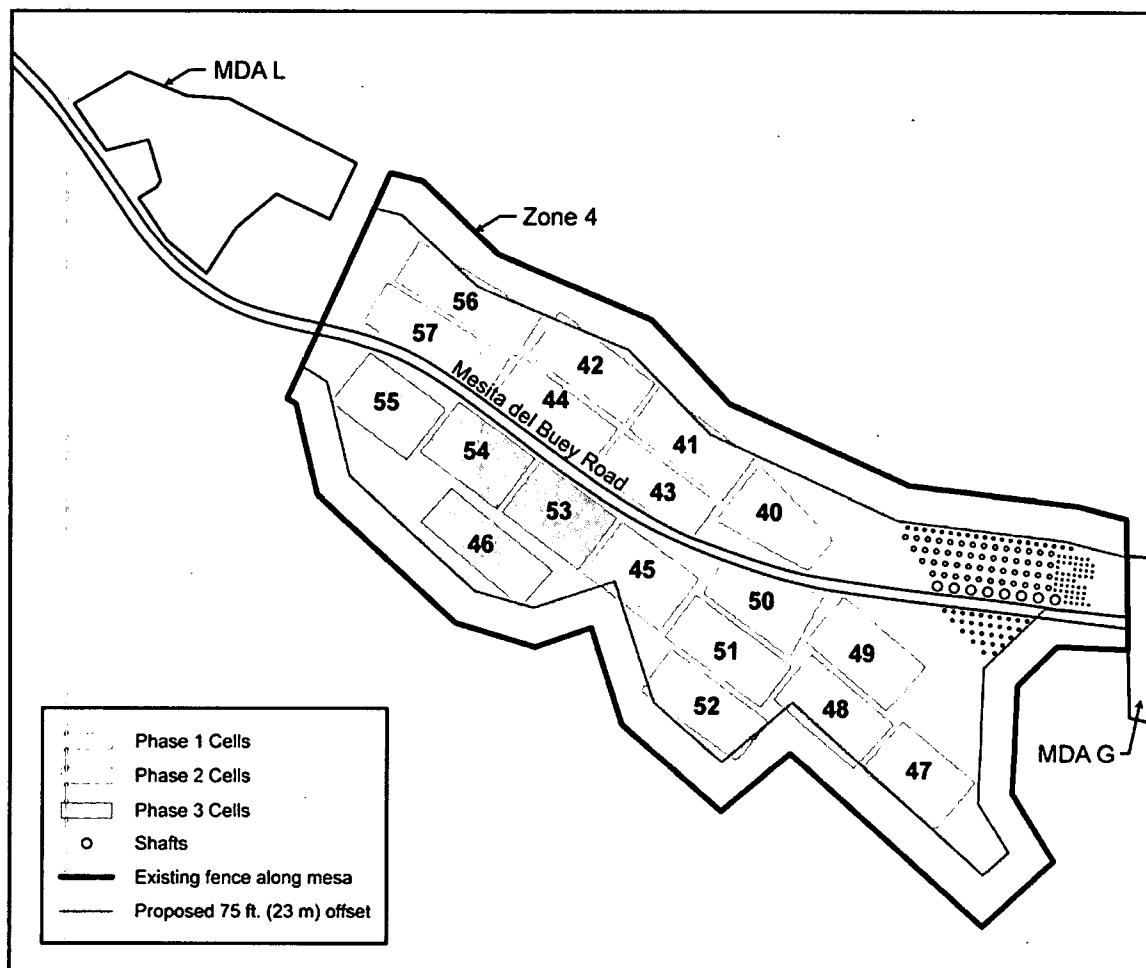 MDA L
Zone 4
56
57
42
44
Mesita del Buey Road
55
41
54
43
40
53
46
45
50
51
49
52
48
47
MDA G
Phase 1 Cells
Phase 2 Cells
Phase 3 Cells
Shafts
Existing fence along mesa
Proposed 75 ft. (23 m) offset